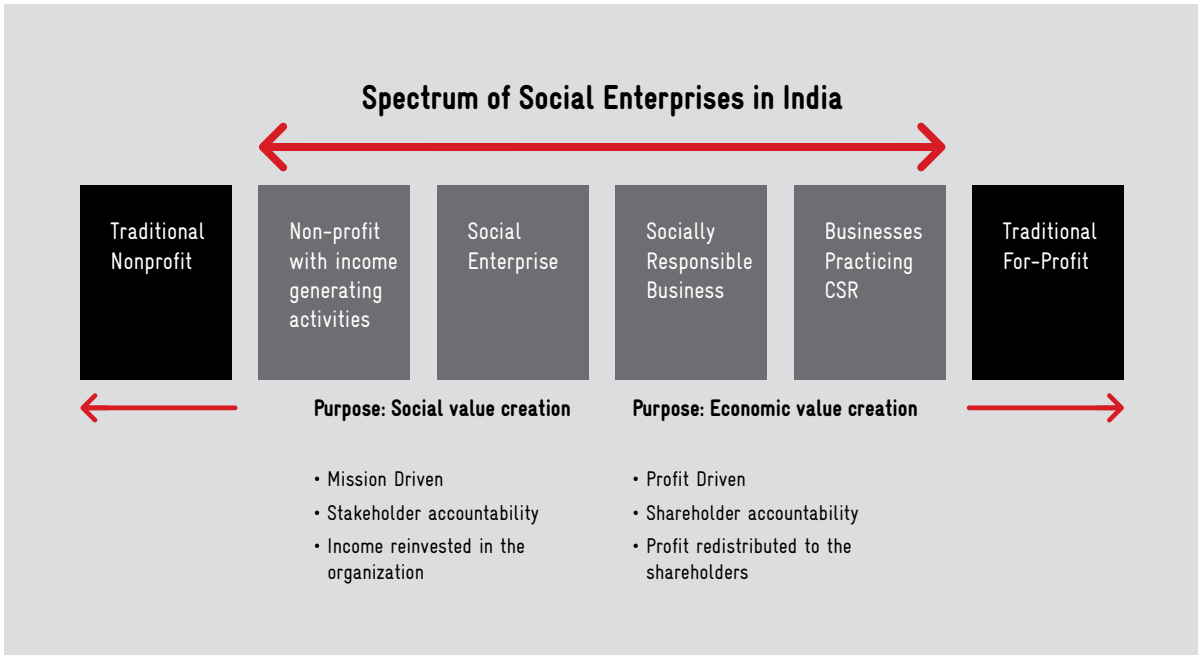 Spectrum of Social Enterprises in India
Traditional
Nonprofit
Non-profit
with income
generating
activities
Social
Enterprise
Socially
Responsible
Business
Businesses
Practicing
CSR
Traditional
For-Profit
Purpose: Social value creation
• Mission Driven
• Stakeholder accountability
• Income reinvested in the
organization
Purpose: Economic value creation
• Profit Driven
• Shareholder accountability
• Profit redistributed to the
shareholders